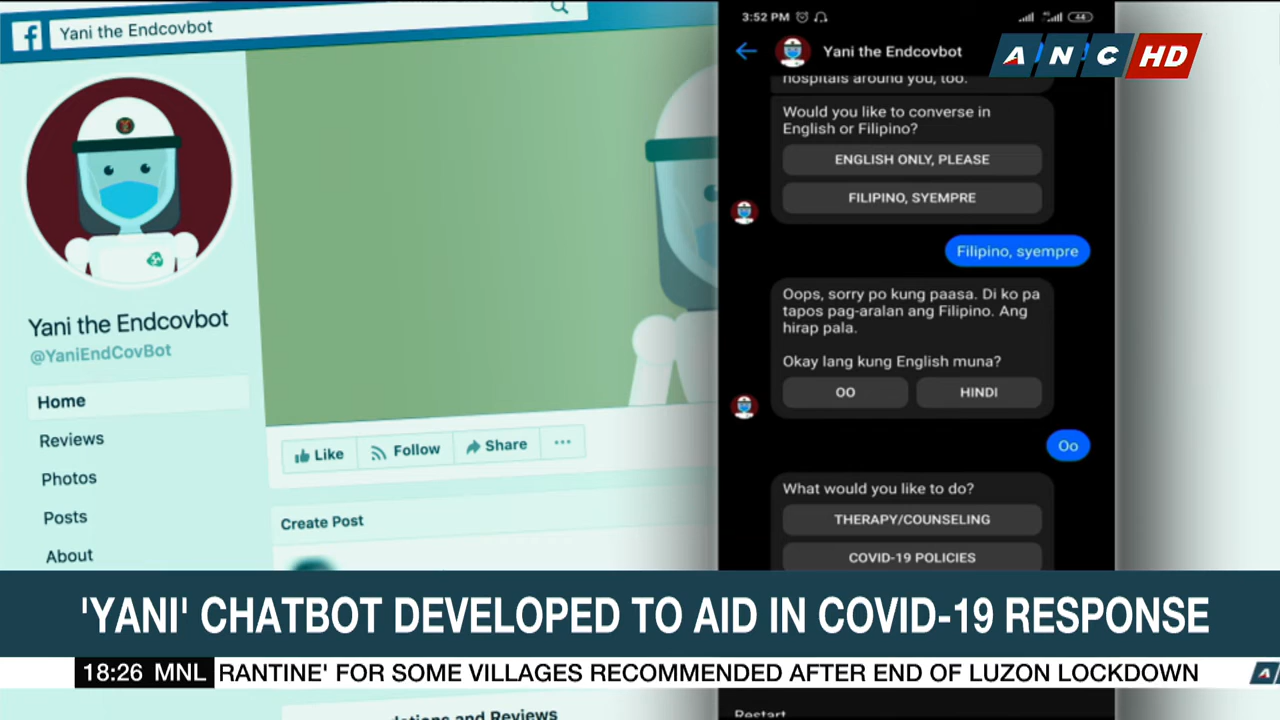 Yani the Endcovbot
Yani the Endcovbot
@YaniEndCovBot
Home
Reviews
Photos
Posts
About
Like
Follow
Share
Create Post
3:52 PM
44
Yani the Endcovbot
ANC HD
hospitals around you, too.
Would you like to converse in
English or Filipino?
ENGLISH ONLY, PLEASE
FILIPINO, SYEMPRE
Filipino, syempre
Oops, sorry po kung paasa. Di ko pa
tapos pag-aralan ang Filipino. Ang
hirap pala.
Okay lang kung English muna?
OO
HINDI
Oo
What would you like to do?
THERAPY/COUNSELING
COVID-19 POLICIES
'YANI' CHATBOT DEVELOPED TO AID IN COVID-19 RESPONSE
18:26 MNL
RANTINE' FOR SOME VILLAGES RECOMMENDED AFTER END OF LUZON LOCKDOWN
and Reviews
Restart